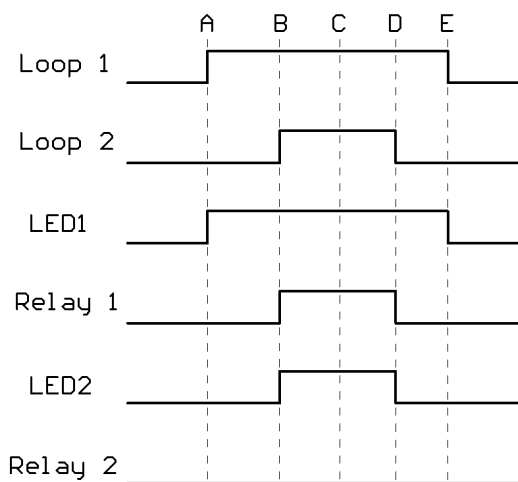 A B C D E
Loop 1
Loop 2
LED1
Relay 1
LED2
Relay 2